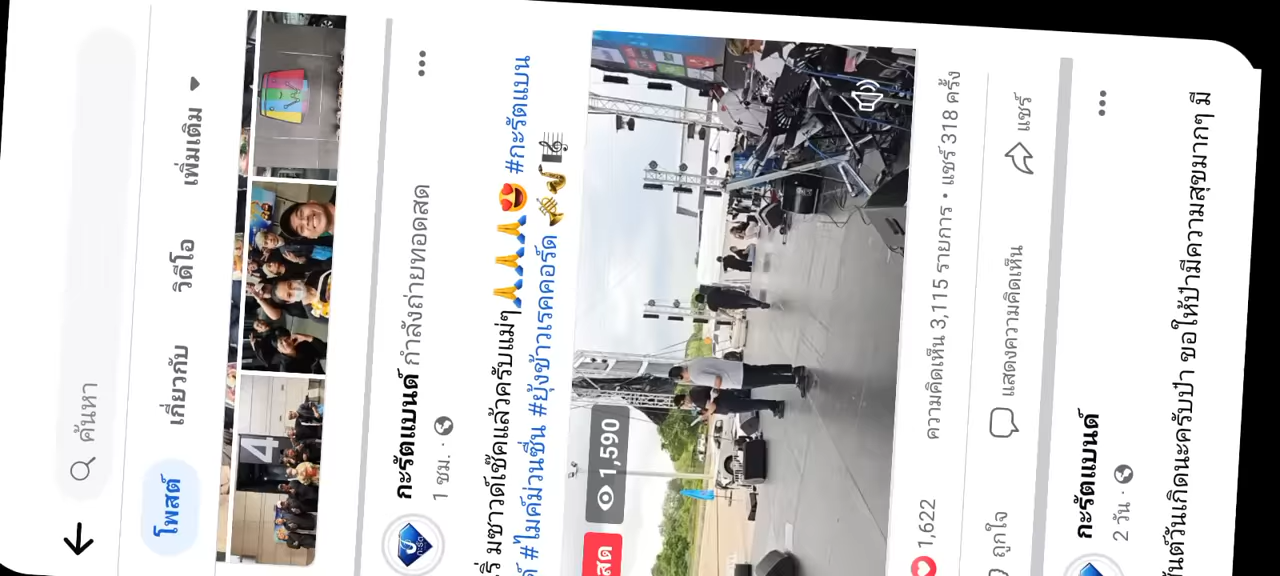 ค้นหา
โพสต์ เกี่ยวกับ วิดีโอ เพิ่มเติม
4
กะรัตแบนด์ กำลังถ่ายทอดสด
1 ชม. ·
มซาวด์เช๊คแล้วครับแม่ๆ🙏🙏🙏🙏😍 #กะรัตแบน
#ไมค์ม่วนซื่น #ยุ้งข้าวเรคคอร์ด 🎺🎷🎼
สด 1,590
1,622 ความคิดเห็น 3,115 รายการ • แชร์ 318 ครั้ง
ถูกใจ แสดงความคิดเห็น แชร์
กะรัตแบนด์
2 วัน ·
วันเกิดนะครับป๋า ขอให้ป๋ามีความสุขมากๆ มี